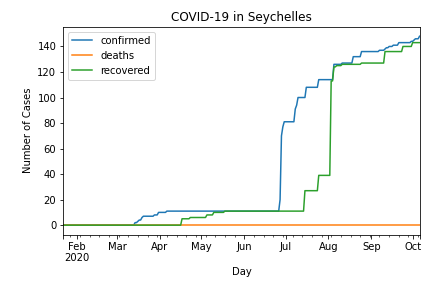 COVID-19 in Seychelles
confirmed
deaths
recovered
Number of Cases
140
120
100
80
60
40
20
0
Feb Mar Apr May Jun Jul Aug Sep Oct
2020
Day